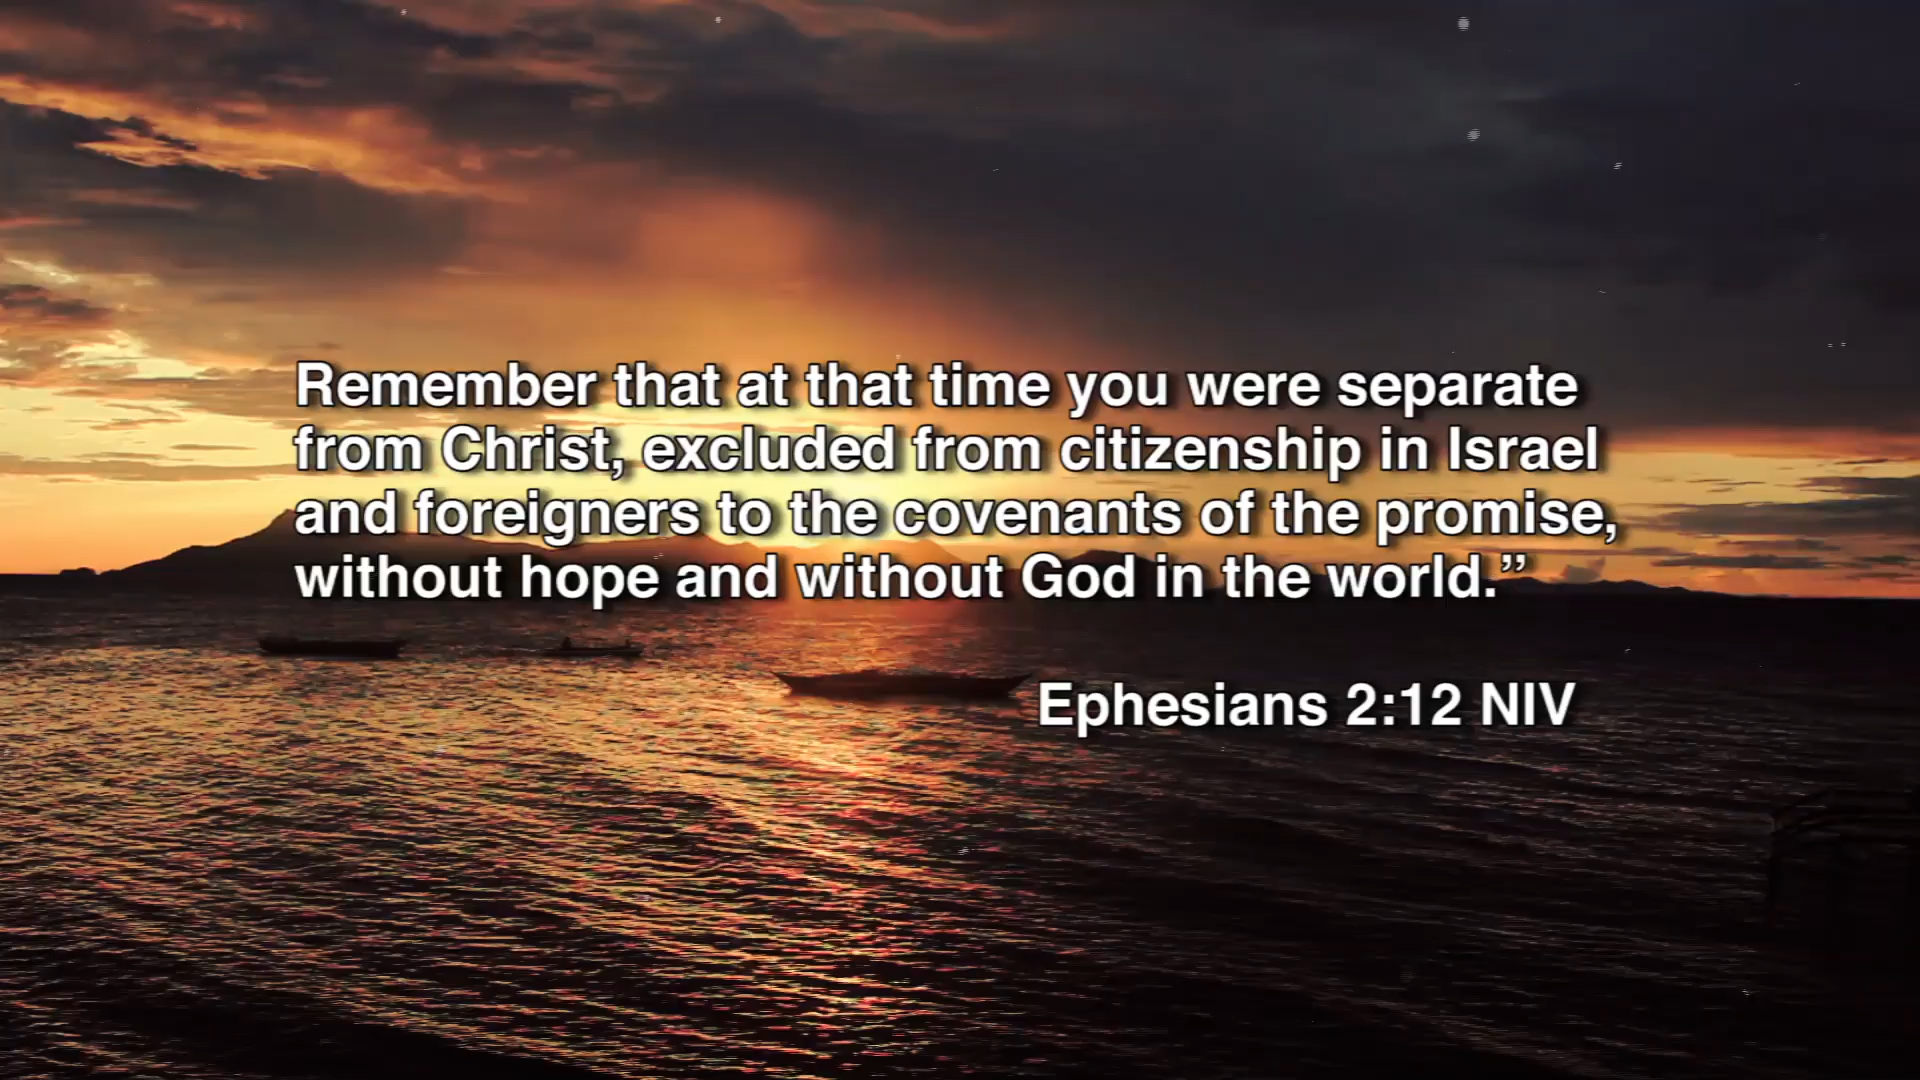 Remember that at that time you were separate
from Christ, excluded from citizenship in Israel
and foreigners to the covenants of the promise,
without hope and without God in the world.”
Ephesians 2:12 NIV